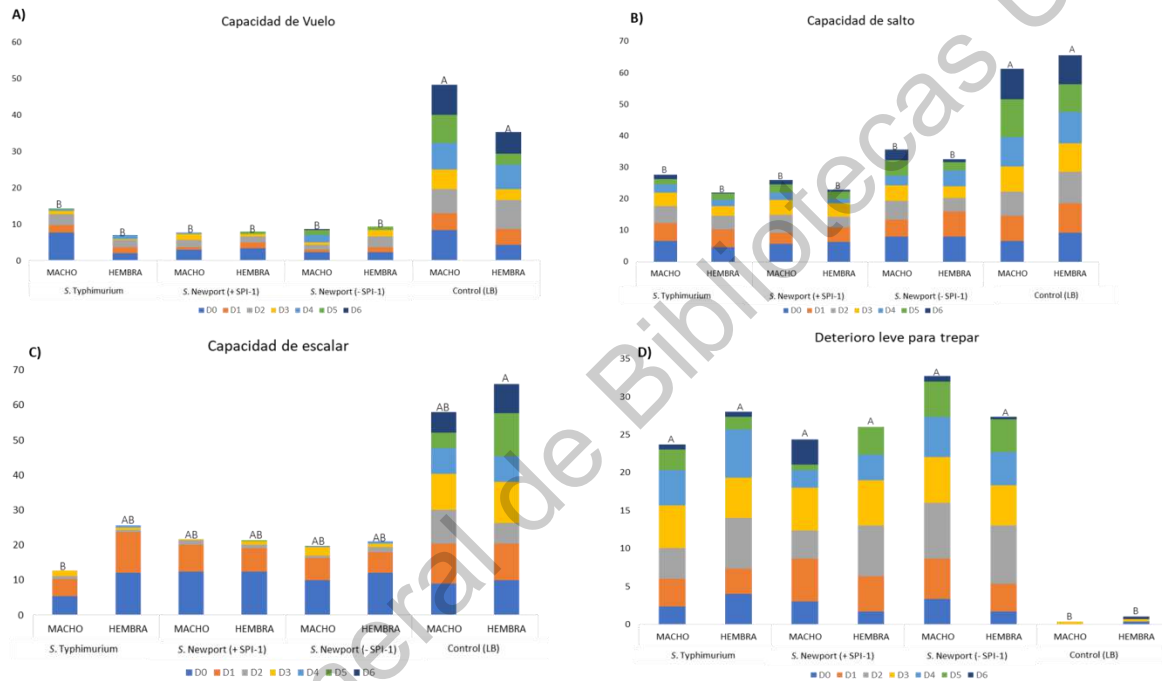 A)
Capacidad de Vuelo
60
50
40
30
20
10
0
B
B
B
B
B
B
A
A
MACHO HEMBRA MACHO HEMBRA MACHO HEMBRA MACHO HEMBRA
S. Typhimurium S. Newport (+ SPI-1) S. Newport (- SPI-1) Control (LB)
D0 D1 D2 D3 D4 D5 D6
B)
Capacidad de salto
70
60
50
40
30
20
10
0
B
B
B
B
B
B
A
A
MACHO HEMBRA MACHO HEMBRA MACHO HEMBRA MACHO HEMBRA
S. Typhimurium S. Newport (+ SPI-1) S. Newport (- SPI-1) Control (LB)
D0 D1 D2 D3 D4 D5 D6
C)
Capacidad de escalar
70
60
50
40
30
20
10
0
B
AB
AB
AB
AB
AB
AB
A
MACHO HEMBRA MACHO HEMBRA MACHO HEMBRA MACHO HEMBRA
S. Typhimurium S. Newport (+ SPI-1) S. Newport (- SPI-1) Control (LB)
D0 D1 D2 D3 D4 D5 D6
D)
Deterioro leve para trepar
35
30
25
20
15
10
5
0
A
A
A
A
A
A
B
B
MACHO HEMBRA MACHO HEMBRA MACHO HEMBRA MACHO HEMBRA
S. Typhimurium S. Newport (+ SPI-1) S. Newport (- SPI-1) Control (LB)
D0 D1 D2 D3 D4 D5 D6
neral de Bibliotecas U